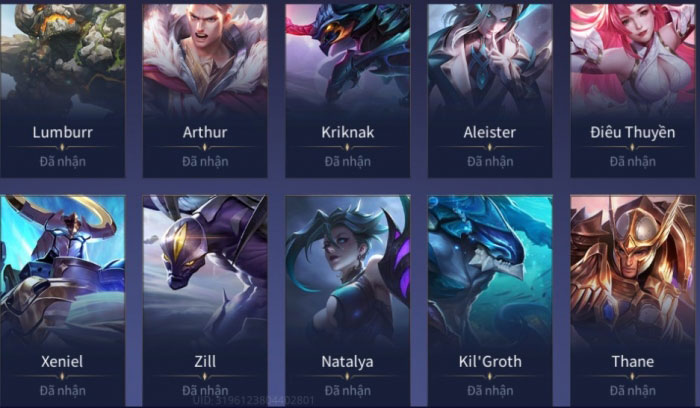 Lumburr
Đã nhận
Arthur
Đã nhận
Kriknak
Đã nhận
Aleister
Đã nhận
Điêu Thuyền
Đã nhận
Xeniel
Đã nhận
Zill
Đã nhận
Natalya
Đã nhận
Kil'Groth
Đã nhận
Thane
Đã nhận
UID: 3196123804402801